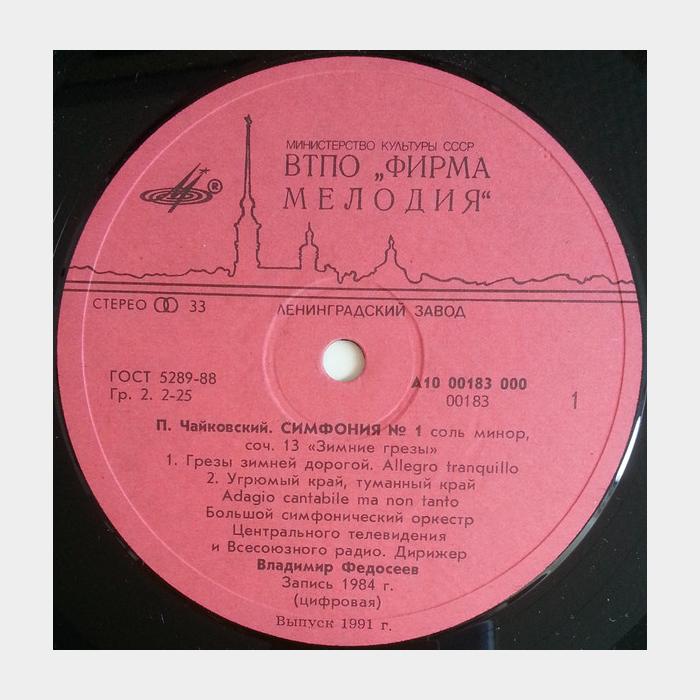 МИНИСТЕРСТВО КУЛЬТУРЫ СССР
ВТПО „ФИРМА
МЕЛОДИЯ“
®
СТЕРЕО 33
ЛЕНИНГРАДСКИЙ ЗАВОД
ГОСТ 5289-88
Гр. 2. 2-25
А10 00183 000
00183
1
П. Чайковский. СИМФОНИЯ № 1 соль минор,
соч. 13 «Зимние грезы»
1. Грезы зимней дорогой. Allegro tranquillo
2. Угрюмый край, туманный край
Adagio cantabile ma non tanto
Большой симфонический оркестр
Центрального телевидения
и Всесоюзного радио. Дирижер
Владимир Федосеев
Запись 1984 г.
(цифровая)
Выпуск 1991 г.